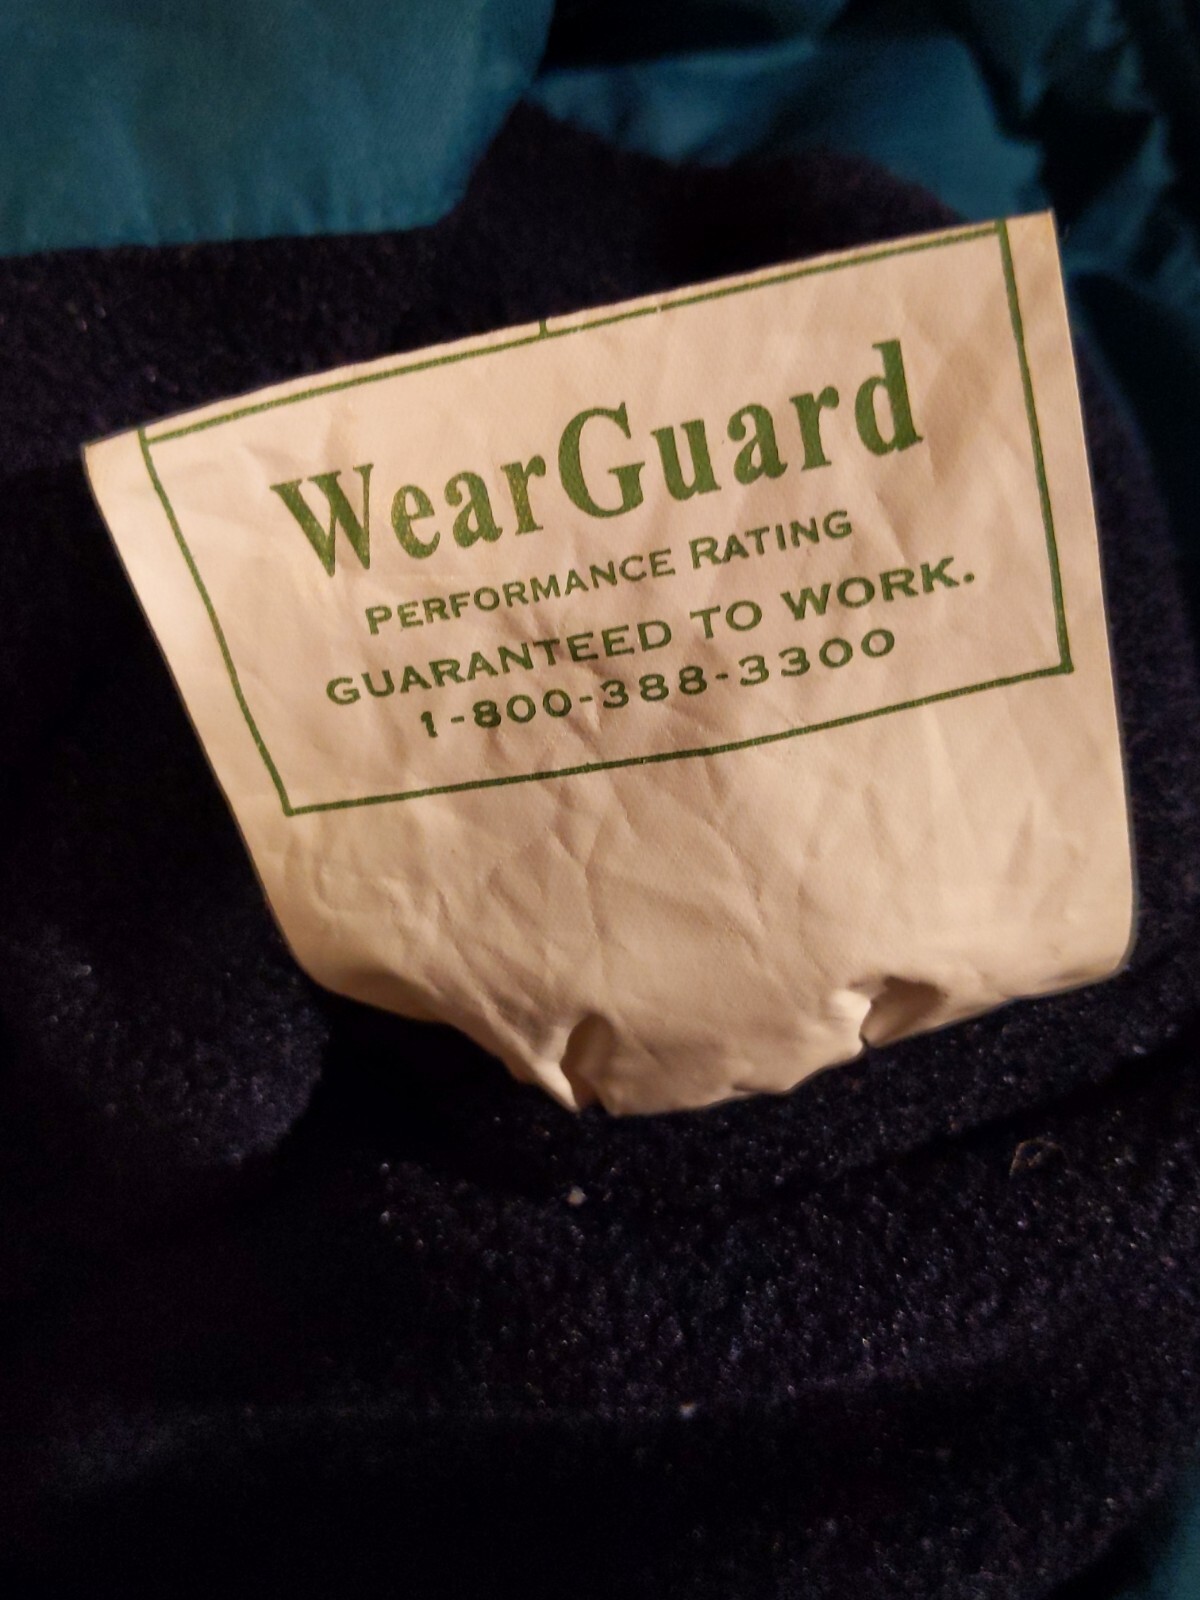 WearGuard
PERFORMANCE RATING
GUARANTEED TO WORK.
1-800-388-3300